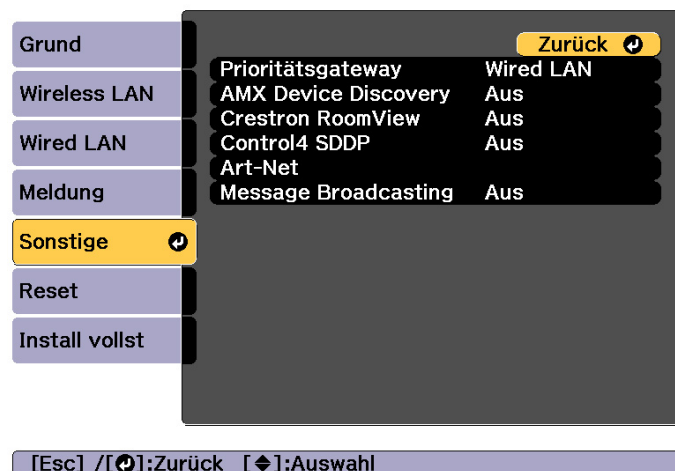 Grund
Wireless LAN
Wired LAN
Meldung
Sonstige
Reset
Install vollst
Zurück
Prioritätsgateway Wired LAN
AMX Device Discovery Aus
Crestron RoomView Aus
Control4 SDDP Aus
Art-Net
Message Broadcasting Aus
[Esc] /[ ]:Zurück [ ]:Auswahl